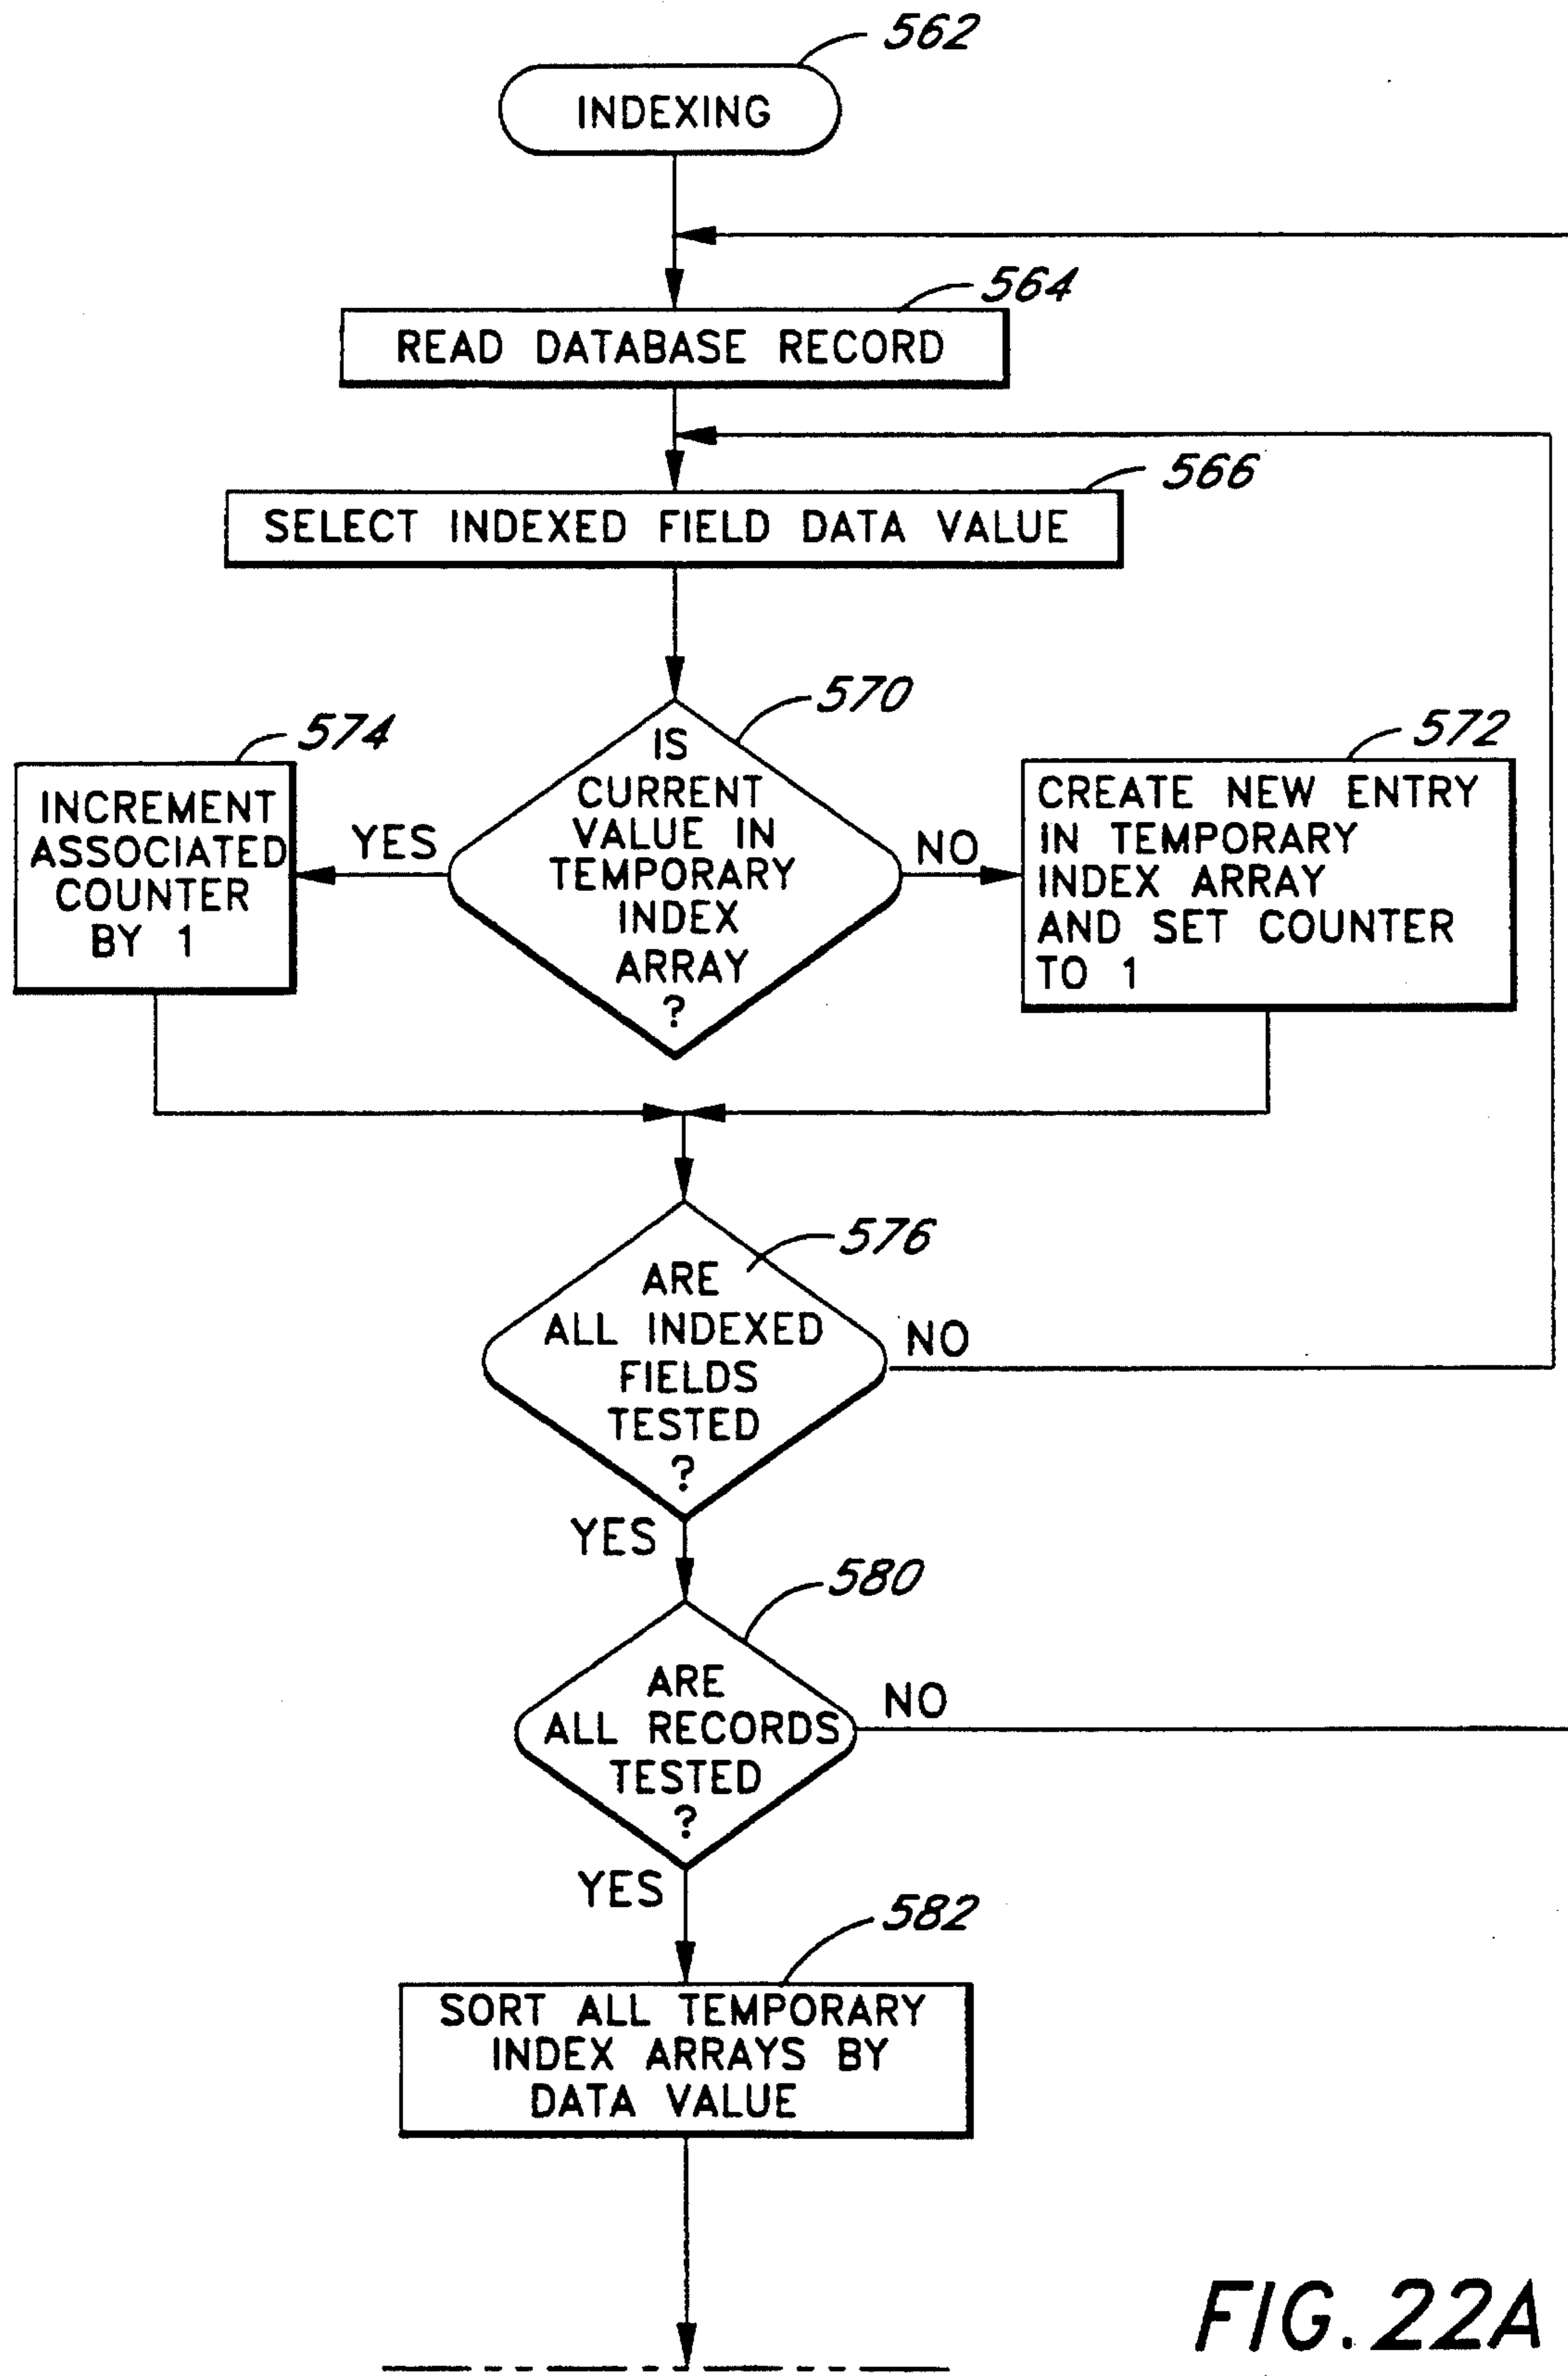 562
INDEXING
564
READ DATABASE RECORD
566
SELECT INDEXED FIELD DATA VALUE
570
IS
CURRENT
VALUE IN
TEMPORARY
INDEX
ARRAY
?
YES
574
INCREMENT
ASSOCIATED
COUNTER
BY 1
NO
572
CREATE NEW ENTRY
IN TEMPORARY
INDEX ARRAY
AND SET COUNTER
TO 1
576
ARE
ALL INDEXED
FIELDS
TESTED
?
NO
YES
580
ARE
ALL RECORDS
TESTED
?
NO
YES
582
SORT ALL TEMPORARY
INDEX ARRAYS BY
DATA VALUE
FIG. 22A